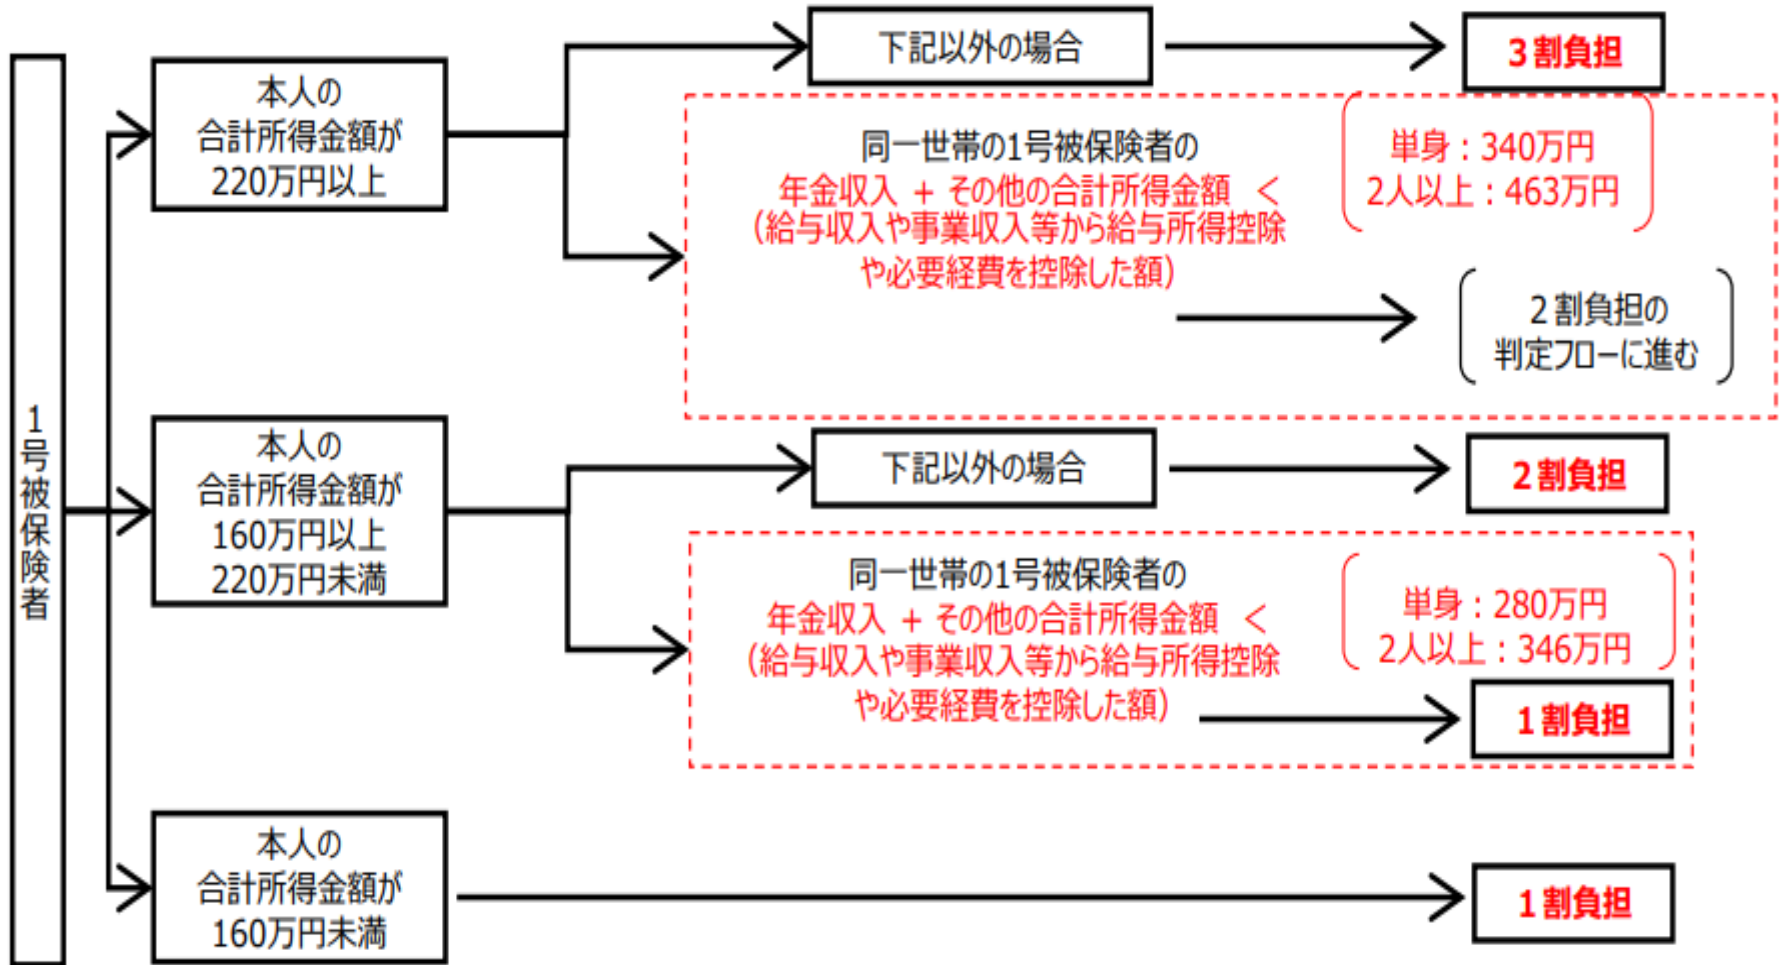 1号被保険者
本人の
合計所得金額が
220万円以上
下記以外の場合
3割負担
同一世帯の1号被保険者の
年金収入 + その他の合計所得金額 <
(給与収入や事業収入等から給与所得控除
や必要経費を控除した額)
単身:340万円
2人以上:463万円
2割負担の
判定フローに進む
本人の
合計所得金額が
160万円以上
220万円未満
下記以外の場合
2割負担
同一世帯の1号被保険者の
年金収入 + その他の合計所得金額 <
(給与収入や事業収入等から給与所得控除
や必要経費を控除した額)
単身:280万円
2人以上:346万円
1割負担
本人の
合計所得金額が
160万円未満
1割負担